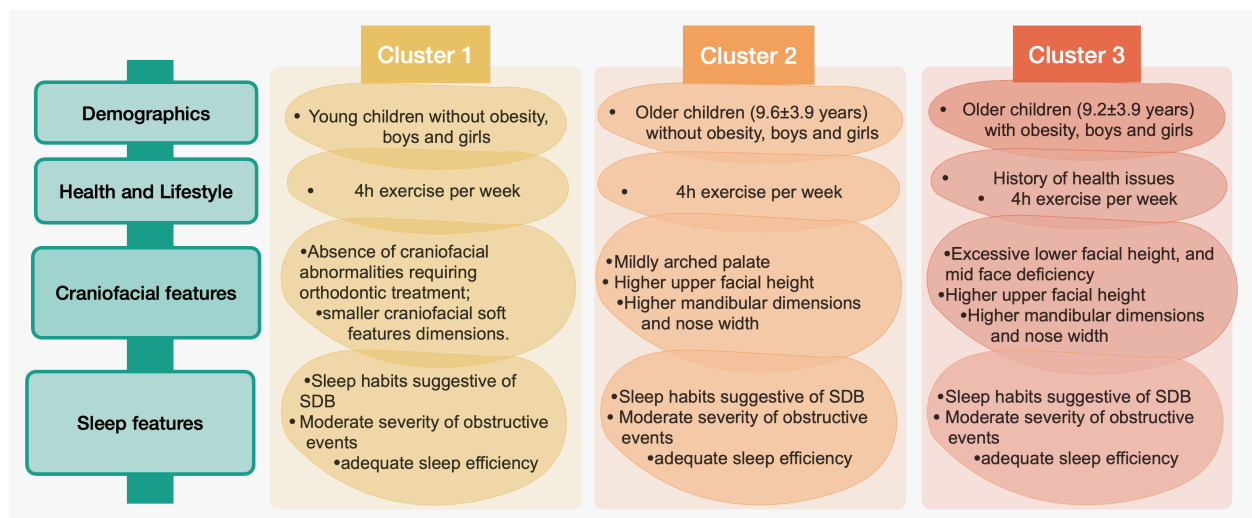 Cluster 1
Cluster 2
Cluster 3
Demographics
• Young children without obesity,
boys and girls
• Older children (9.6±3.9 years)
without obesity, boys and girls
• Older children (9.2±3.9 years)
with obesity, boys and girls
Health and Lifestyle
• 4h exercise per week
• 4h exercise per week
• History of health issues
• 4h exercise per week
Craniofacial features
•Absence of craniofacial
abnormalities requiring
orthodontic treatment;
•smaller craniofacial soft
features dimensions.
•Mildly arched palate
• Higher upper facial height
•Higher mandibular dimensions
and nose width
•Excessive lower facial height, and
mid face deficiency
•Higher upper facial height
•Higher mandibular dimensions
and nose width
Sleep features
•Sleep habits suggestive of
SDB
• Moderate severity of obstructive
events
•adequate sleep efficiency
•Sleep habits suggestive of SDB
• Moderate severity of obstructive
events
•adequate sleep efficiency
•Sleep habits suggestive of SDB
• Moderate severity of obstructive
events
•adequate sleep efficiency